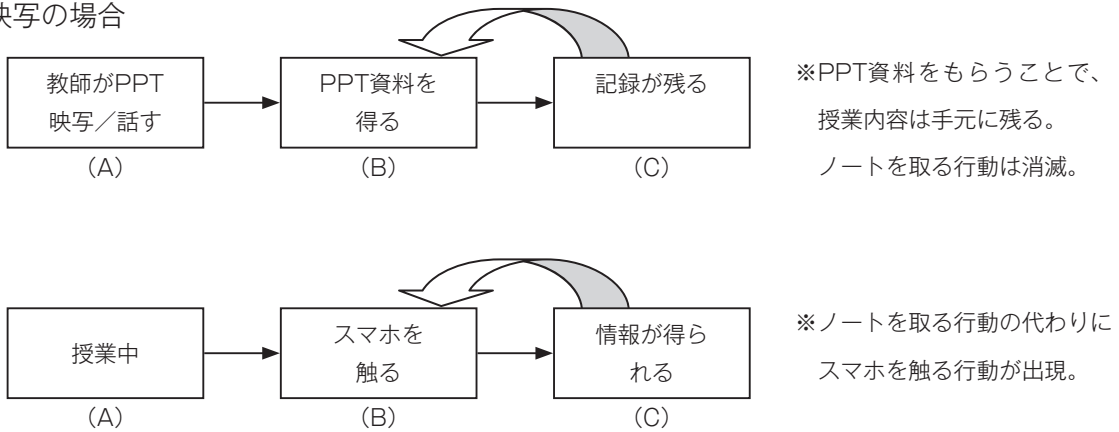 映写の場合
教師がPPT
映写／話す
(A)
PPT資料を
得る
(B)
記録が残る
(C)
※PPT資料をもらうことで、
授業内容は手元に残る。
ノートを取る行動は消滅。
授業中
(A)
スマホを
触る
(B)
情報が得ら
れる
(C)
※ノートを取る行動の代わりに
スマホを触る行動が出現。